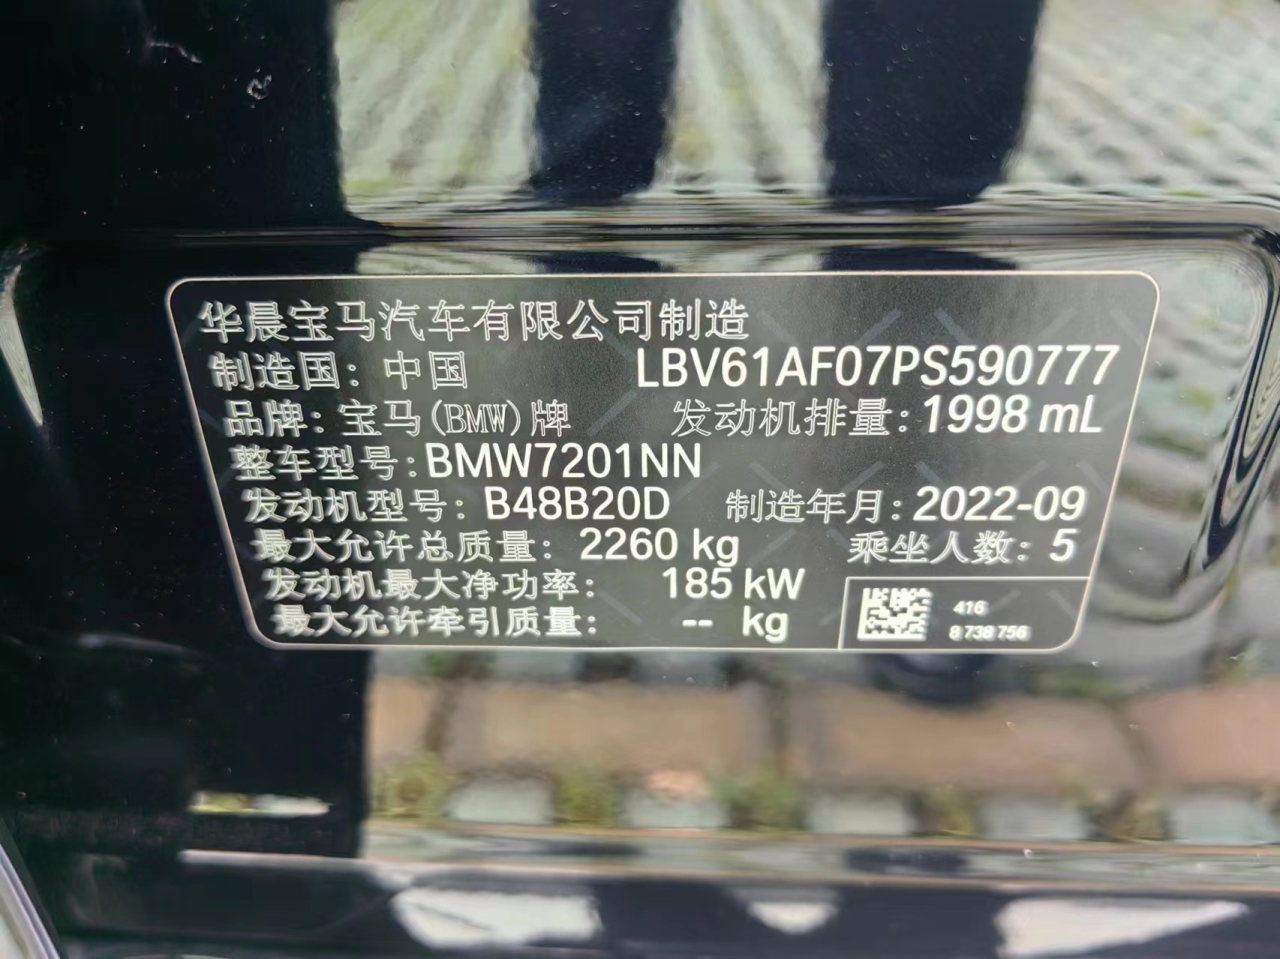 华晨宝马汽车有限公司制造
制造国：中国 LBV61AF07PS590777
品牌：宝马(BMW)牌 发动机排量：1998 mL
整车型号：BMW7201NN
发动机型号：B48B20D 制造年月：2022-09
最大允许总质量：2260 kg 乘坐人数：5
发动机最大净功率：185 kW
最大允许牵引质量：-- kg
416
8 738 756